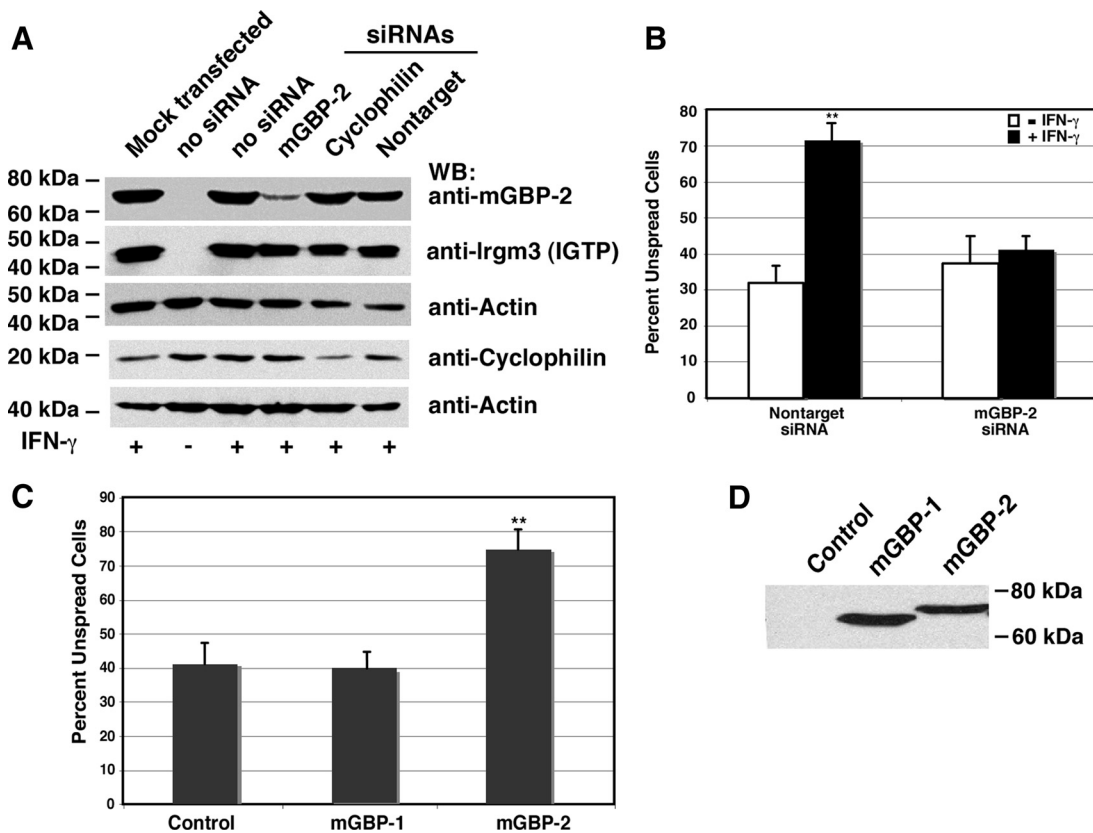 A
siRNAs
Mock transfected
no siRNA
no siRNA
mGBP-2
Cyclophilin
Nontarget
WB:
80 kDa
60 kDa
anti-mGBP-2
50 kDa
40 kDa
anti-Irgm3 (IGTP)
50 kDa
40 kDa
anti-Actin
20 kDa
anti-Cyclophilin
40 kDa
anti-Actin
IFN-γ + - + + + +
B
Percent Unspread Cells
80
70
60
50
40
30
20
10
0
**
= IFN-γ
+ IFN-γ
Nontarget
siRNA
mGBP-2
siRNA
C
Percent Unspread Cells
90
80
70
60
50
40
30
20
10
0
**
Control
mGBP-1
mGBP-2
D
Control
mGBP-1
mGBP-2
80 kDa
60 kDa